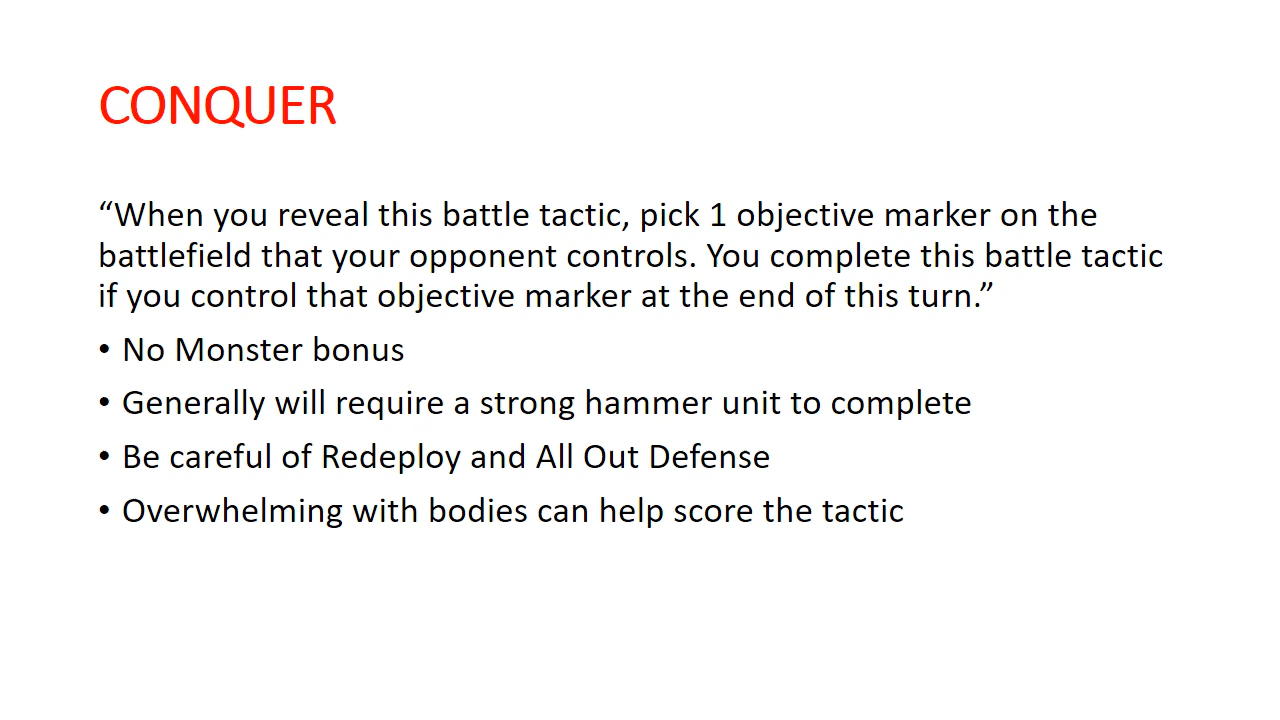 CONQUER
“When you reveal this battle tactic, pick 1 objective marker on the
battlefield that your opponent controls. You complete this battle tactic
if you control that objective marker at the end of this turn.”
• No Monster bonus
• Generally will require a strong hammer unit to complete
• Be careful of Redeploy and All Out Defense
• Overwhelming with bodies can help score the tactic